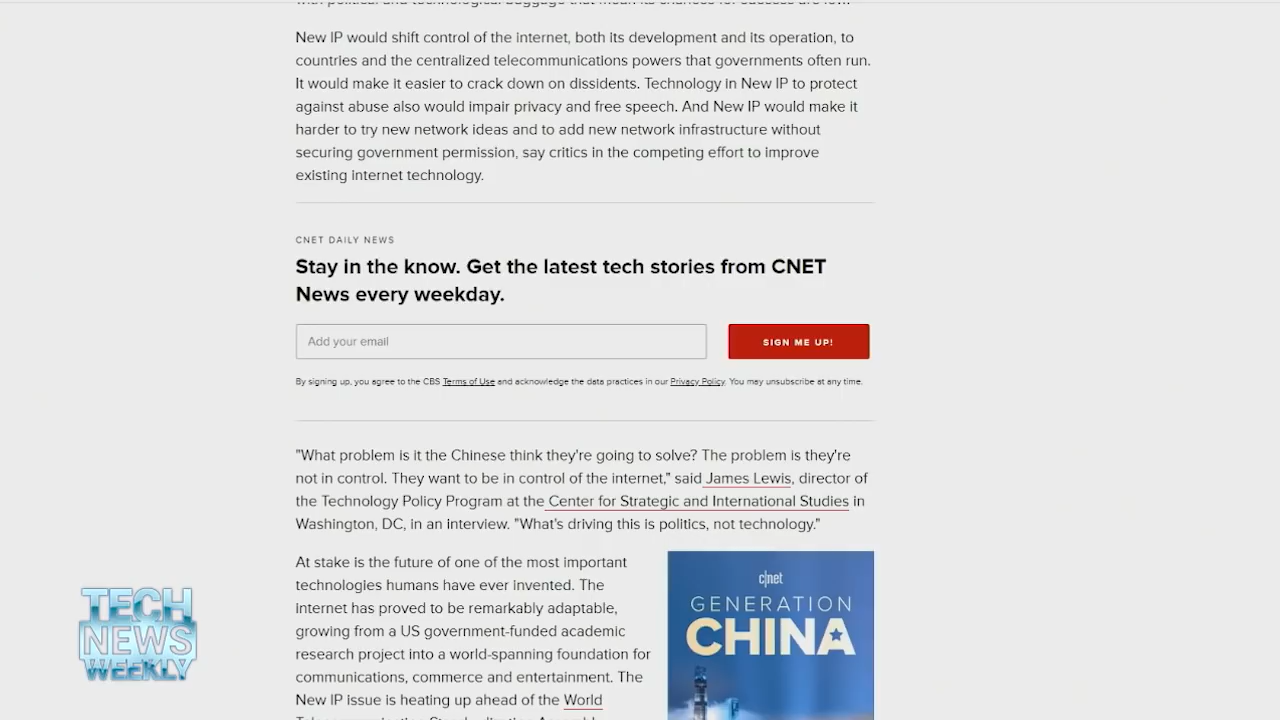 New IP would shift control of the internet, both its development and its operation, to
countries and the centralized telecommunications powers that governments often run.
It would make it easier to crack down on dissidents. Technology in New IP to protect
against abuse also would impair privacy and free speech. And New IP would make it
harder to try new network ideas and to add new network infrastructure without
securing government permission, say critics in the competing effort to improve
existing internet technology.
CNET DAILY NEWS
Stay in the know. Get the latest tech stories from CNET
News every weekday.
Add your email
SIGN ME UP!
By signing up, you agree to the CBS Terms of Use and acknowledge the data practices in our Privacy Policy. You may unsubscribe at any time.
"What problem is it the Chinese think they're going to solve? The problem is they're
not in control. They want to be in control of the internet," said James Lewis, director of
the Technology Policy Program at the Center for Strategic and International Studies in
Washington, DC, in an interview. "What's driving this is politics, not technology."
At stake is the future of one of the most important
technologies humans have ever invented. The
internet has proved to be remarkably adaptable,
growing from a US government-funded academic
research project into a world-spanning foundation for
communications, commerce and entertainment. The
New IP issue is heating up ahead of the World
c|net
GENERATION
CHINA
TECH
NEWS
WEEKLY